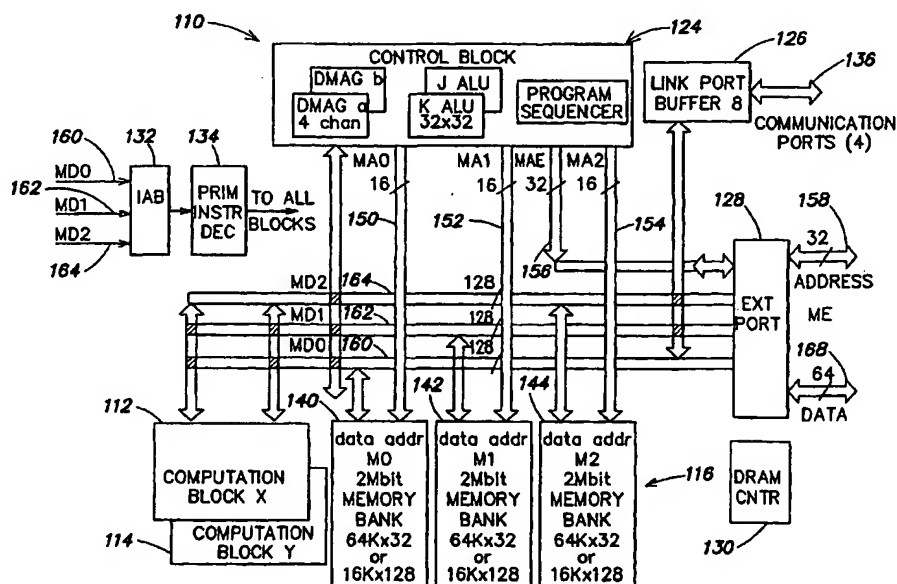 110
124
126
136
CONTROL BLOCK
DMAG b
DMAG a
4 chan
J ALU
K ALU
32x32
PROGRAM
SEQUENCER
LINK PORT
BUFFER 8
COMMUNICATION
PORTS (4)
160
132
134
MD0
162
MD1
MD2
164
IAB
PRIM
INSTR
DEC
TO ALL
BLOCKS
MA0
MA1
MAE
MA2
16
16
32
16
150
152
154
156
128
158
32
ADDRESS
EXT
PORT
ME
168
64
DATA
MD2
164
128
MD1
162
128
MD0
160
128
112
140
142
144
COMPUTATION
BLOCK X
COMPUTATION
BLOCK Y
114
data addr
M0
2Mbit
MEMORY
BANK
64Kx32
or
16Kx128
data addr
M1
2Mbit
MEMORY
BANK
64Kx32
or
16Kx128
data addr
M2
2Mbit
MEMORY
BANK
64Kx32
or
16Kx128
116
DRAM
CNTR
130